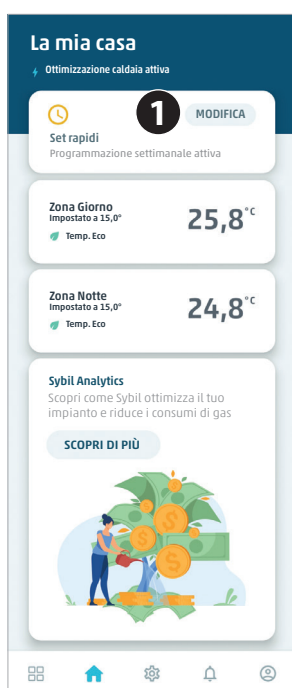 La mia casa
Ottimizzazione caldaia attiva
1
MODIFICA
Set rapidi
Programmazione settimanale attiva
Zona Giorno
Impostato a 15,0°
Temp. Eco
25,8°C
Zona Notte
Impostato a 15,0°
Temp. Eco
24,8°C
Sybil Analytics
Scopri come Sybil ottimizza il tuo
impianto e riduce i consumi di gas
SCOPRI DI PIÙ